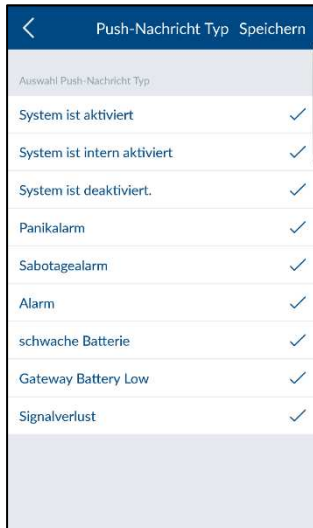 Push-Nachricht Typ Speichern
Auswahl Push-Nachricht Typ
System ist aktiviert
System ist intern aktiviert
System ist deaktiviert.
Panikalarm
Sabotagealarm
Alarm
schwache Batterie
Gateway Battery Low
Signalverlust